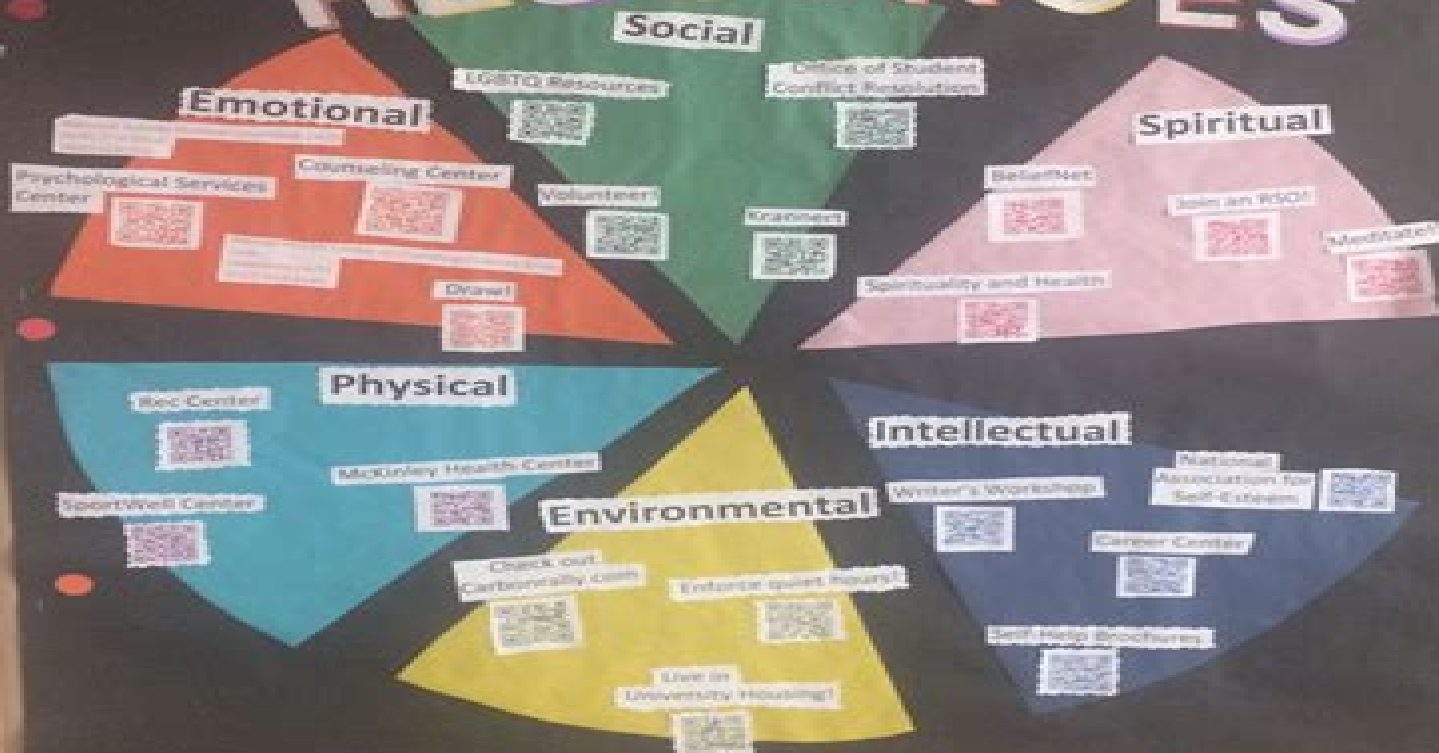 Social
LGBTQ Resources
Office of Student
Conflict Resolution
Volunteer!
Krannert
Emotional
Psychological Services
Center
Counseling Center
Draw!
Spiritual
BeliefNet
Join an RSO!
Meditate!
Spirituality and Health
Physical
Rec Center
McKinley Health Center
SportWell Center
Environmental
Check out
Carbonrally.com
Enforce quiet hours!
Live in
University Housing!
Intellectual
Writer's Workshop
National
Association for
Self-Esteem
Career Center
Self-Help Brochures